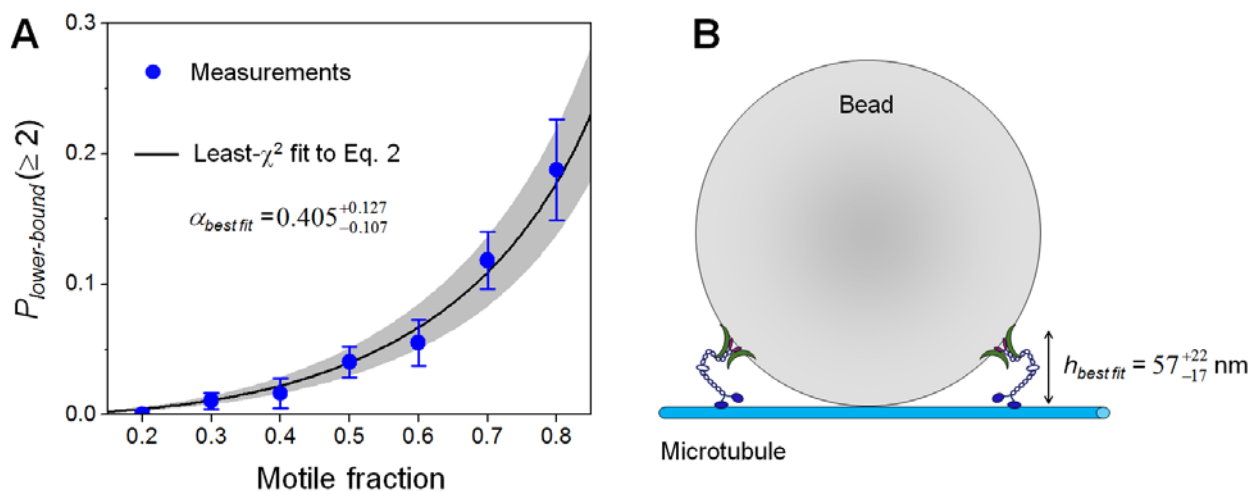 A
0.3
0.2
0.1
0.0
P_lower-bound(≥ 2)
Measurements
Least-χ² fit to Eq. 2
α_best fit = 0.405 +0.127 −0.107
0.2 0.3 0.4 0.5 0.6 0.7 0.8
Motile fraction
B
Bead
h_best fit = 57 +22 −17 nm
Microtubule